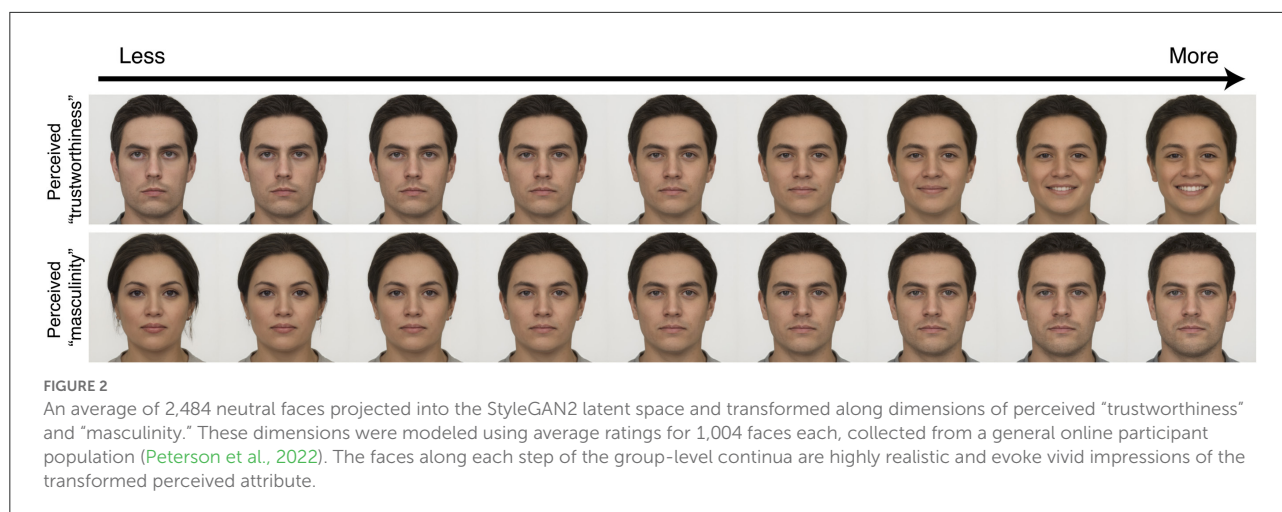 Less More
Perceived
"trustworthiness"
Perceived
"masculinity"
FIGURE 2
An average of 2,484 neutral faces projected into the StyleGAN2 latent space and transformed along dimensions of perceived "trustworthiness"
and "masculinity." These dimensions were modeled using average ratings for 1,004 faces each, collected from a general online participant
population (Peterson et al., 2022). The faces along each step of the group-level continua are highly realistic and evoke vivid impressions of the
transformed perceived attribute.